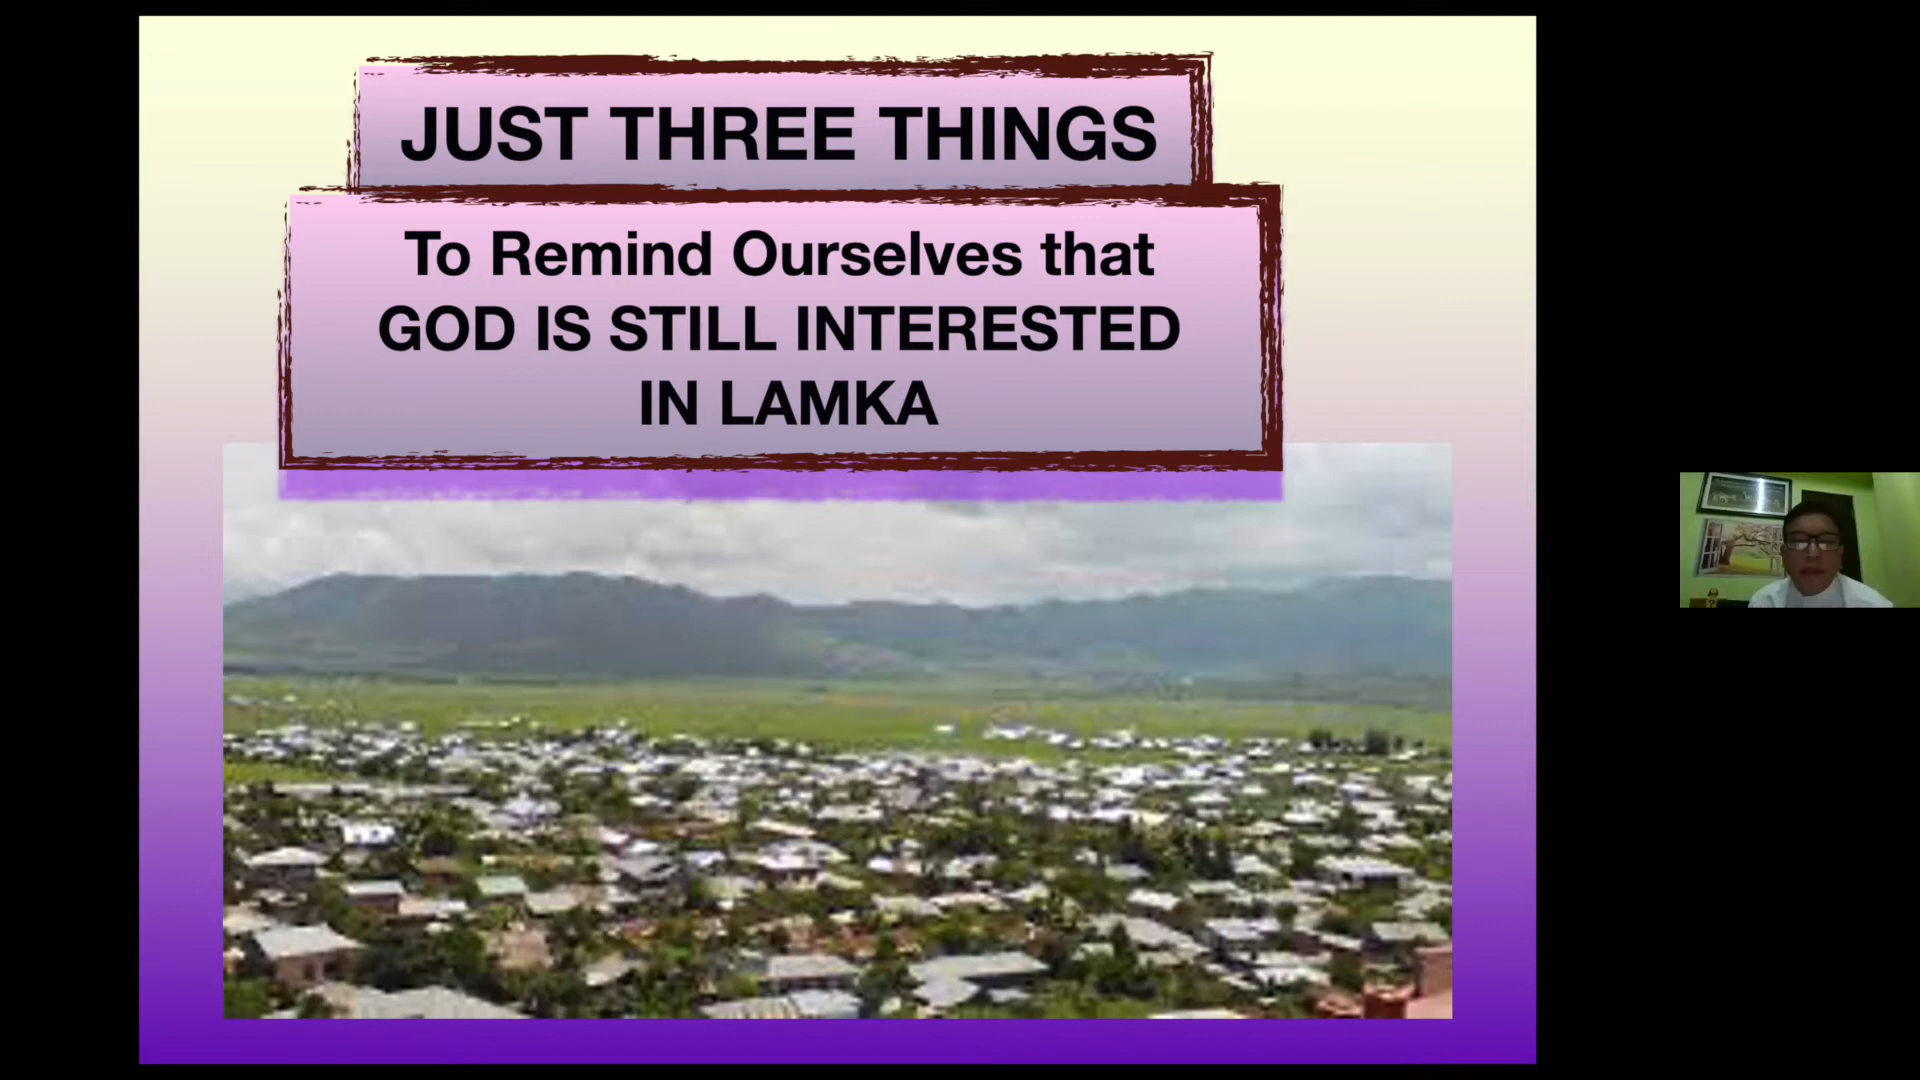 JUST THREE THINGS
To Remind Ourselves that
GOD IS STILL INTERESTED
IN LAMKA